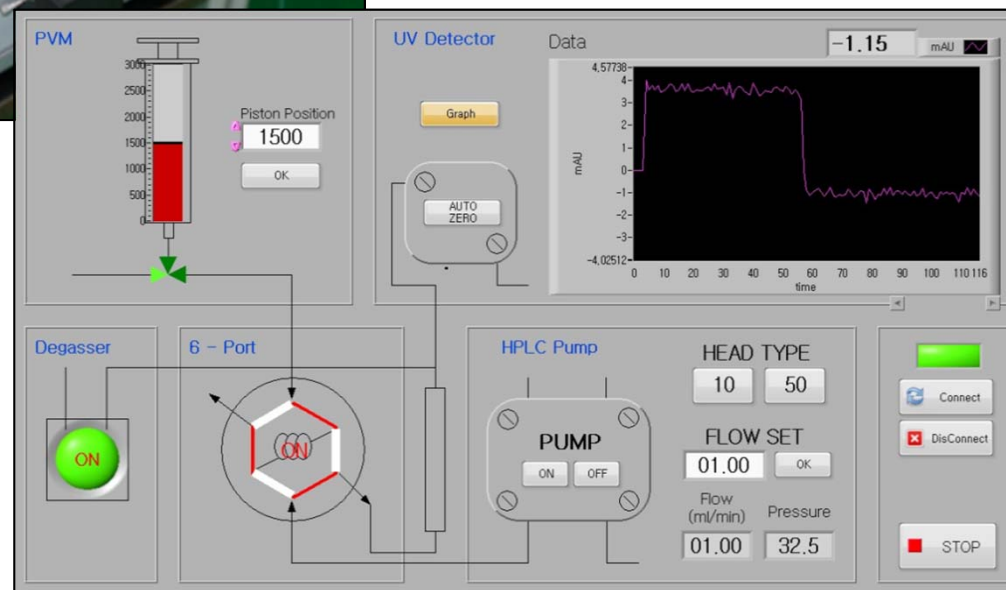 PVM
3000
2500
2000
1500
1000
500
0
Piston Position
1500
OK
UV Detector
Graph
AUTO
ZERO
Data
-1.15
mAU
4,57738
4
3
2
1
0
-1
-2
-3
-4,02512
mAU
0 10 20 30 40 50 60 70 80 90 100 110 116
time
Degasser
ON
6 - Port
ON
HPLC Pump
PUMP
ON OFF
HEAD TYPE
10 50
FLOW SET
01.00 OK
Flow
(ml/min)
Pressure
01.00 32.5
Connect
DisConnect
STOP